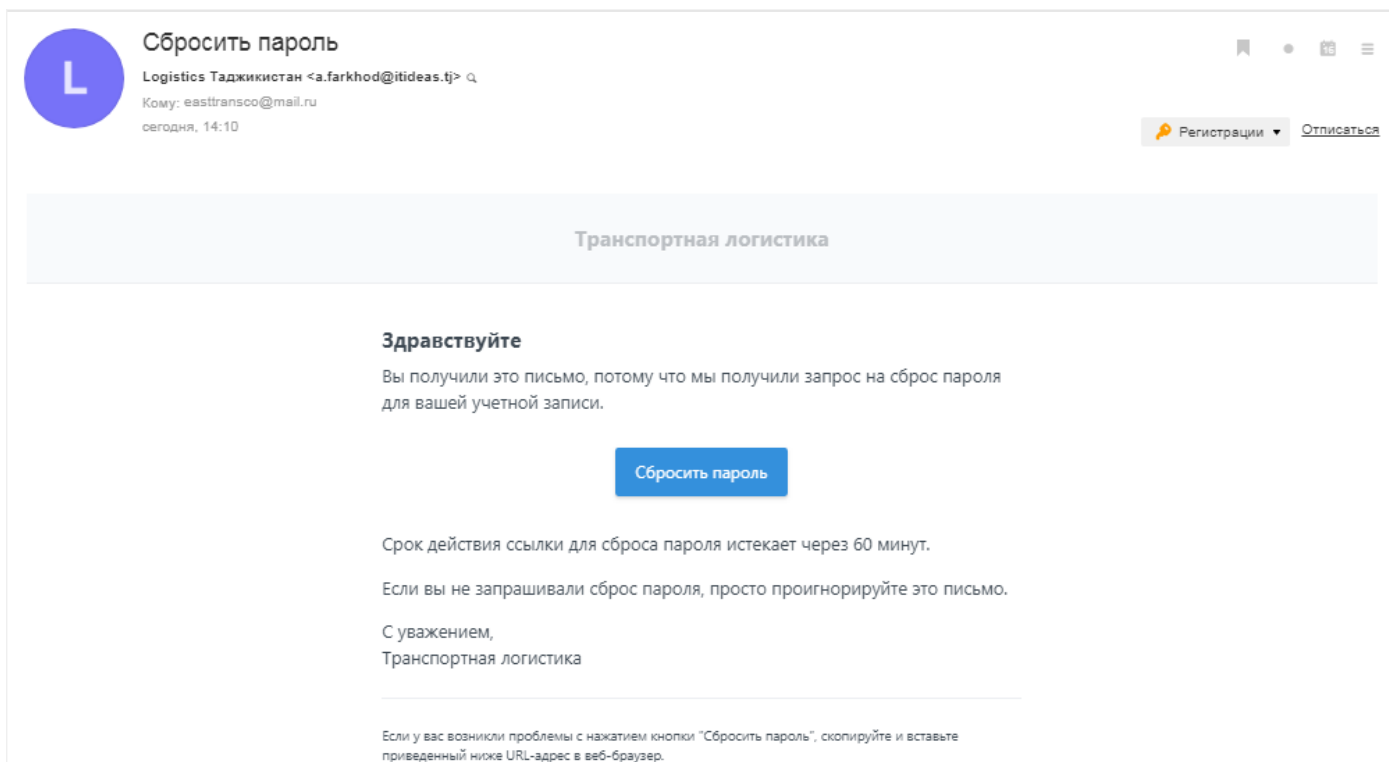 L
Сбросить пароль
Logistics Таджикистан <a.farkhod@itideas.tj>
Кому: easttransco@mail.ru
сегодня, 14:10
16
Регистрации
Отписаться
Транспортная логистика
Здравствуйте
Вы получили это письмо, потому что мы получили запрос на сброс пароля
для вашей учетной записи.
Сбросить пароль
Срок действия ссылки для сброса пароля истекает через 60 минут.
Если вы не запрашивали сброс пароля, просто проигнорируйте это письмо.
С уважением,
Транспортная логистика
Если у вас возникли проблемы с нажатием кнопки "Сбросить пароль", скопируйте и вставьте
приведенный ниже URL-адрес в веб-браузер.